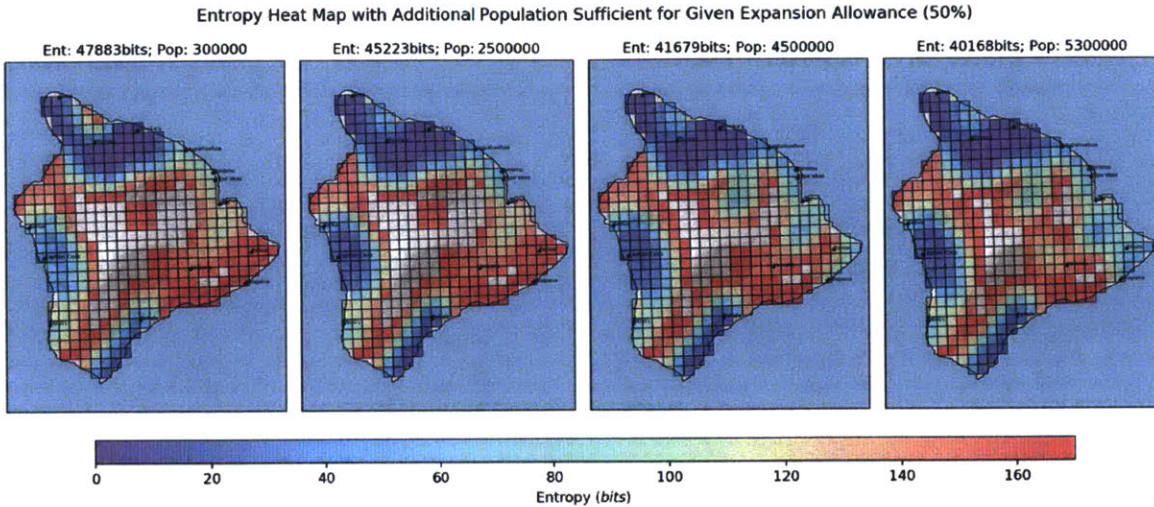 Entropy Heat Map with Additional Population Sufficient for Given Expansion Allowance (50%)
Ent: 47883bits; Pop: 300000
Ent: 45223bits; Pop: 2500000
Ent: 41679bits; Pop: 4500000
Ent: 40168bits; Pop: 5300000
0 20 40 60 80 100 120 140 160
Entropy (bits)